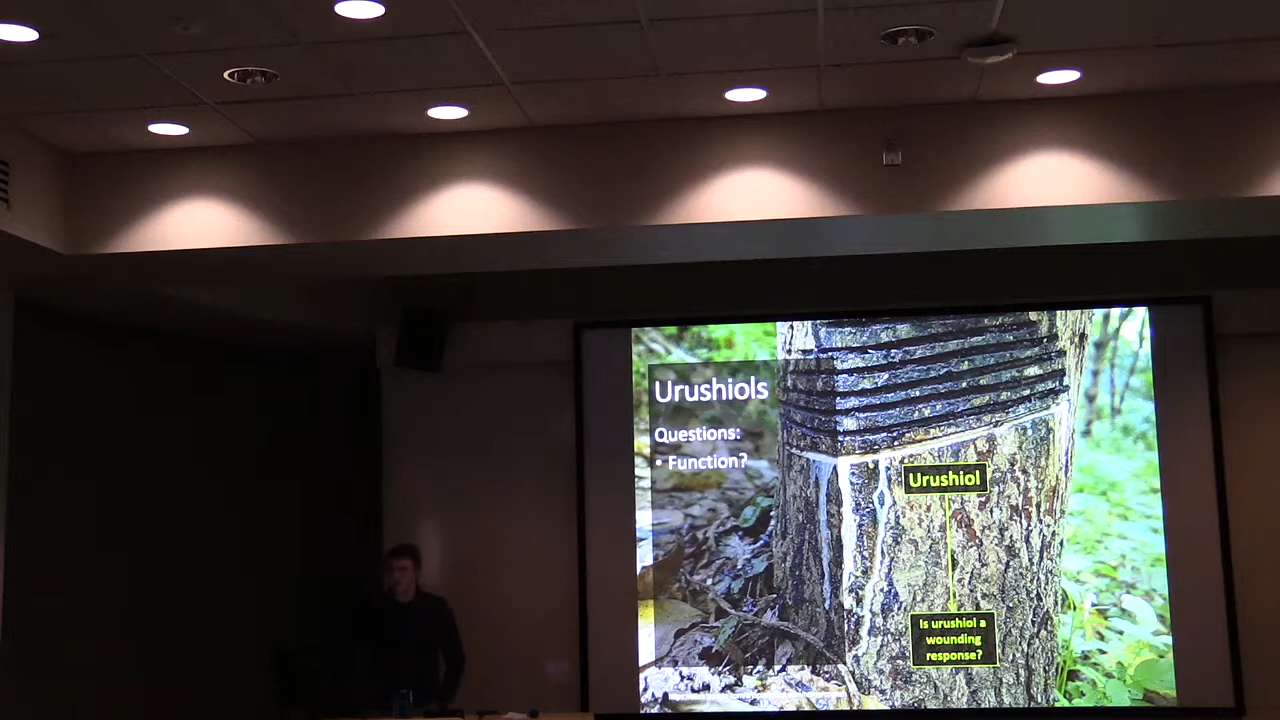 Urushiols
Questions:
• Function?
Urushiol
Is urushiol a
wounding
response?